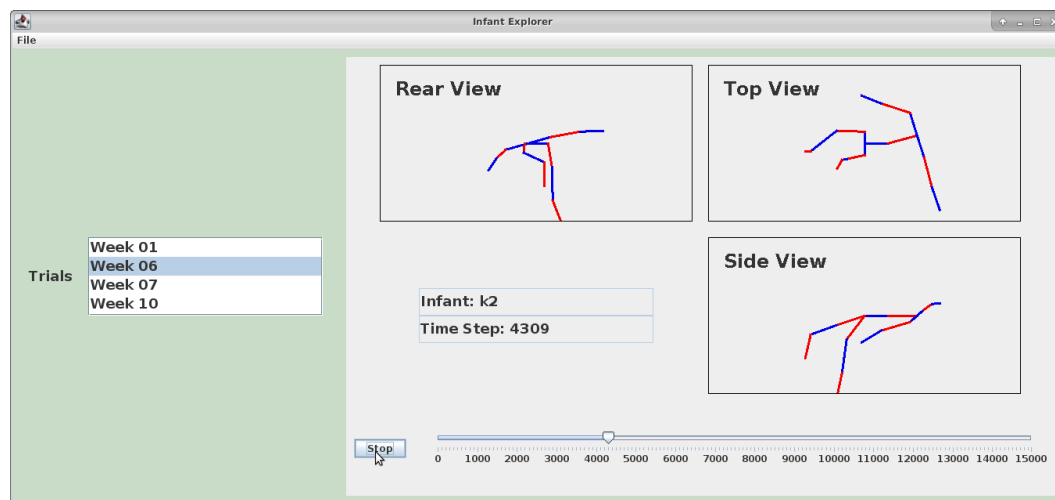 Infant Explorer
File
Rear View
Top View
Trials
Week 01
Week 06
Week 07
Week 10
Side View
Infant: k2
Time Step: 4309
Stop
0 1000 2000 3000 4000 5000 6000 7000 8000 9000 10000 11000 12000 13000 14000 15000